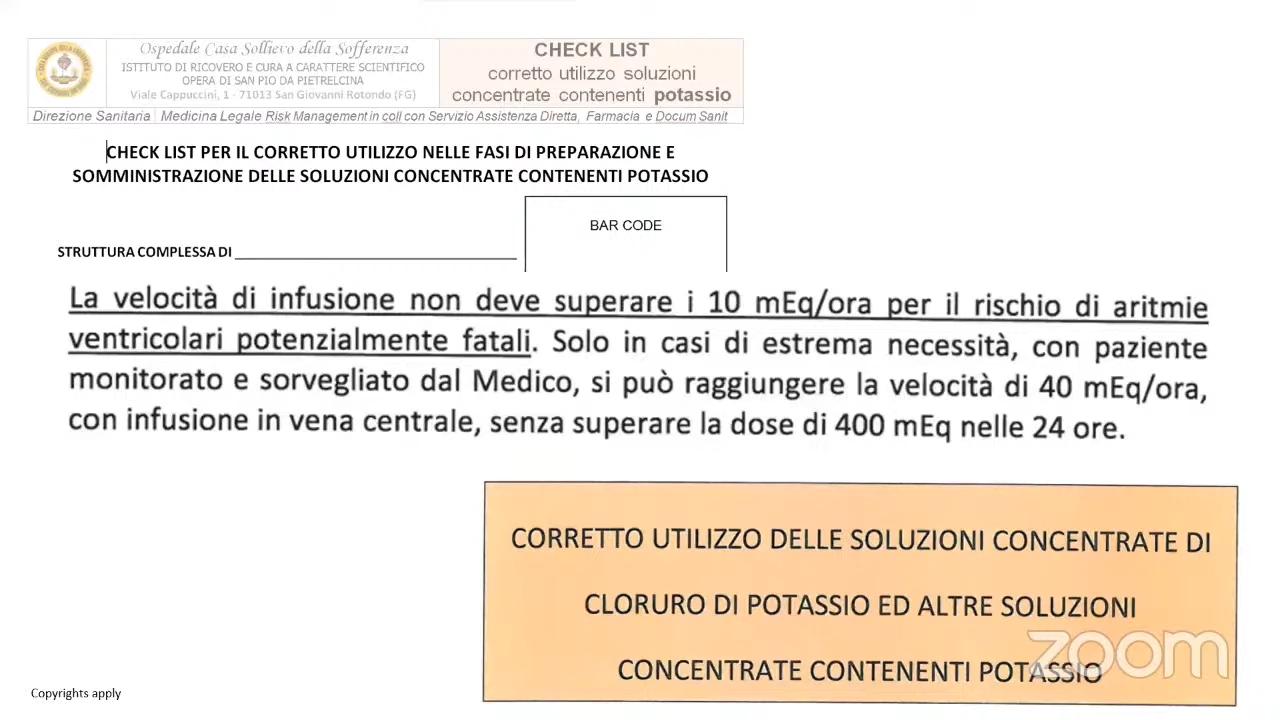 Ospedale Casa Sollievo della Sofferenza
ISTITUTO DI RICOVERO E CURA A CARATTERE SCIENTIFICO
OPERA DI SAN PIO DA PIETRELCINA
Viale Cappuccini, 1 - 71013 San Giovanni Rotondo (FG)
CHECK LIST
corretto utilizzo soluzioni
concentrate contenenti potassio
Direzione Sanitaria Medicina Legale Risk Management in coll con Servizio Assistenza Diretta, Farmacia e Docum Sanit
CHECK LIST PER IL CORRETTO UTILIZZO NELLE FASI DI PREPARAZIONE E
SOMMINISTRAZIONE DELLE SOLUZIONI CONCENTRATE CONTENENTI POTASSIO
BAR CODE
STRUTTURA COMPLESSA DI
La velocità di infusione non deve superare i 10 mEq/ora per il rischio di aritmie
ventricolari potenzialmente fatali. Solo in casi di estrema necessità, con paziente
monitorato e sorvegliato dal Medico, si può raggiungere la velocità di 40 mEq/ora,
con infusione in vena centrale, senza superare la dose di 400 mEq nelle 24 ore.
CORRETTO UTILIZZO DELLE SOLUZIONI CONCENTRATE DI
CLORURO DI POTASSIO ED ALTRE SOLUZIONI
CONCENTRATE CONTENENTI POTASSIO
zoom
Copyrights apply